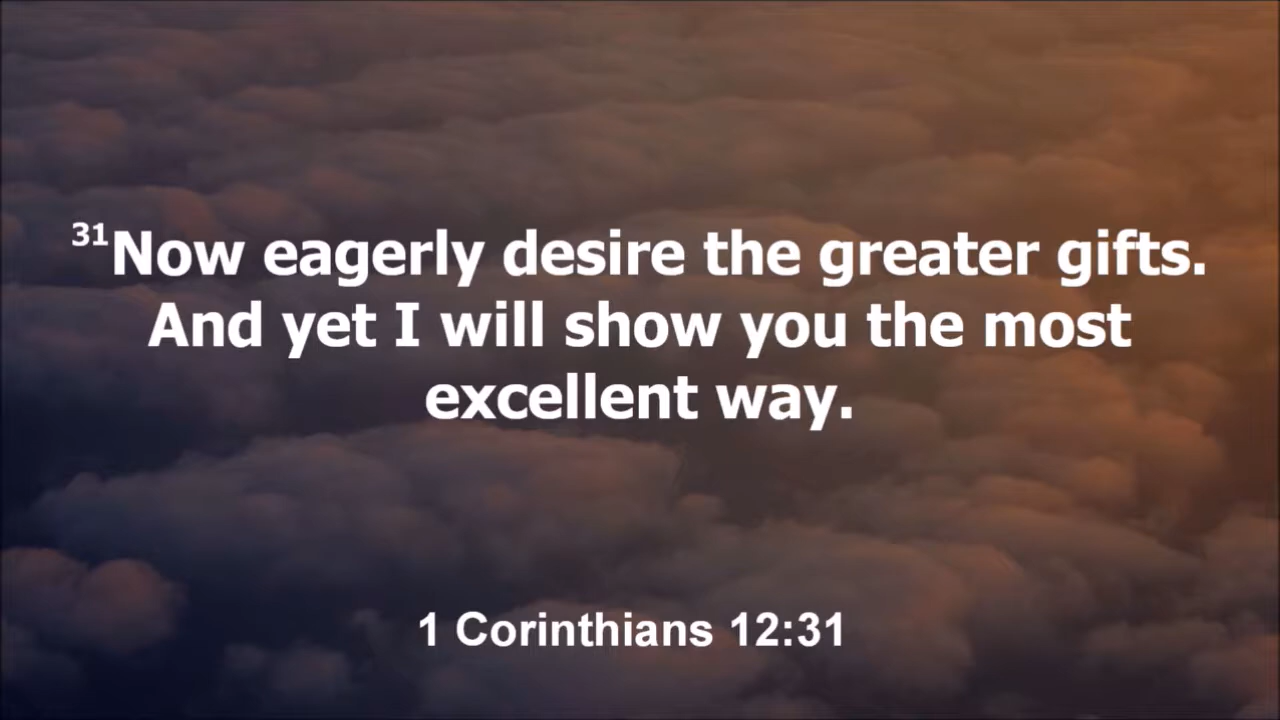 31Now eagerly desire the greater gifts.
And yet I will show you the most
excellent way.
1 Corinthians 12:31